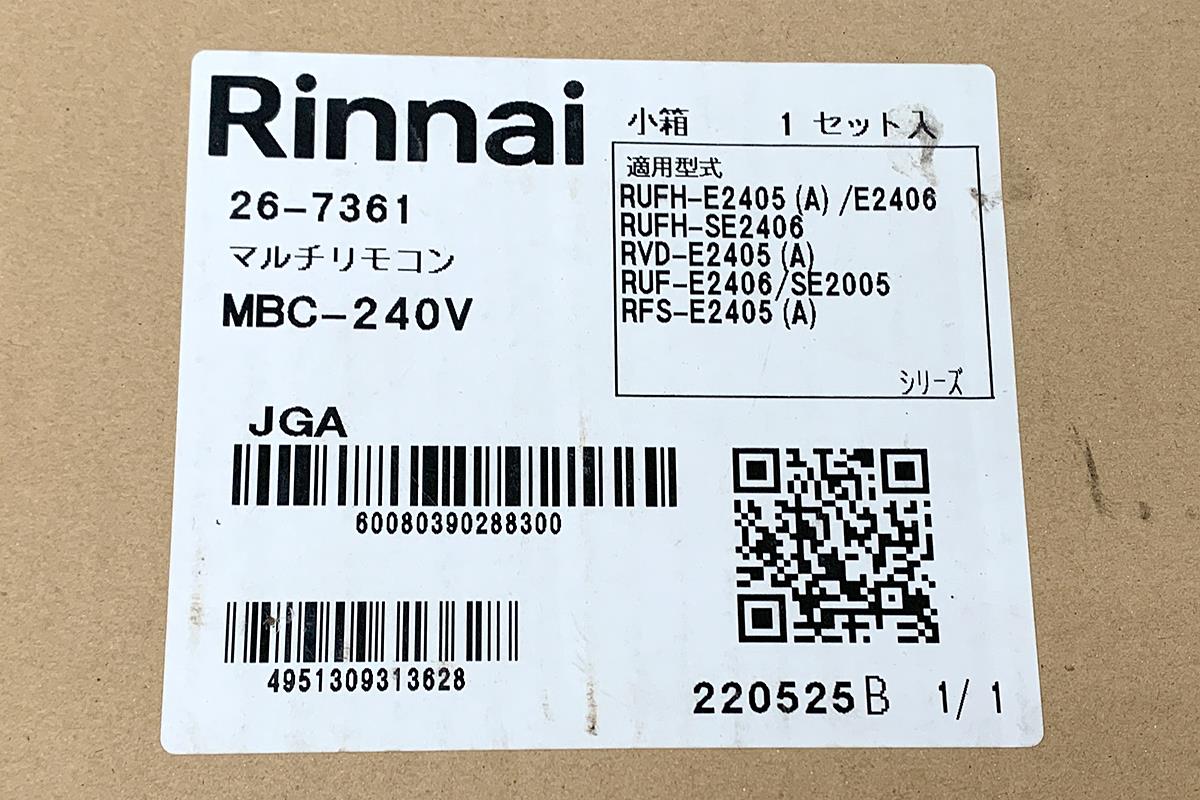 Rinnai
小箱 1 セット入
26-7361
マルチリモコン
MBC-240V
適用型式
RUFH-E2405 (A) /E2406
RUFH-SE2406
RVD-E2405 (A)
RUF-E2406/SE2005
RFS-E2405 (A)
シリーズ
JGA
60080390288300
4951309313628
220525B 1/ 1